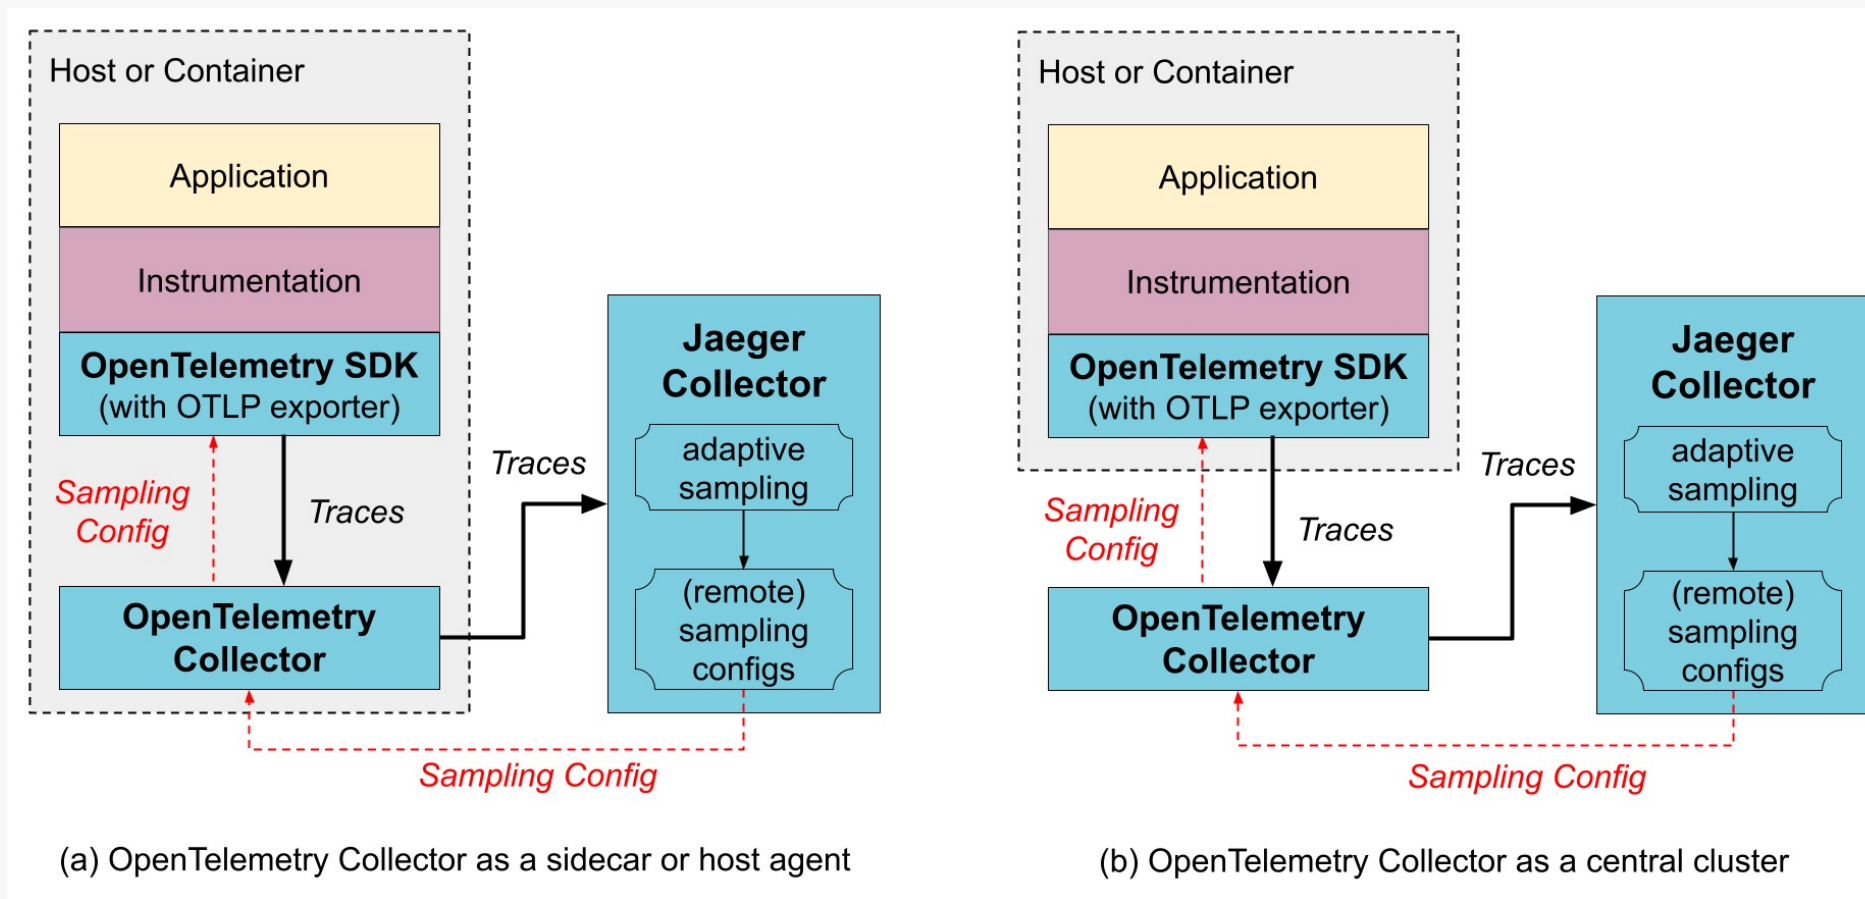 Host or Container
Application
Instrumentation
OpenTelemetry SDK
(with OTLP exporter)
Sampling
Config
Traces
OpenTelemetry
Collector
Traces
Jaeger
Collector
adaptive
sampling
(remote)
sampling
configs
Sampling Config
(a) OpenTelemetry Collector as a sidecar or host agent
Host or Container
Application
Instrumentation
OpenTelemetry SDK
(with OTLP exporter)
Sampling
Config
Traces
OpenTelemetry
Collector
Traces
Jaeger
Collector
adaptive
sampling
(remote)
sampling
configs
Sampling Config
(b) OpenTelemetry Collector as a central cluster